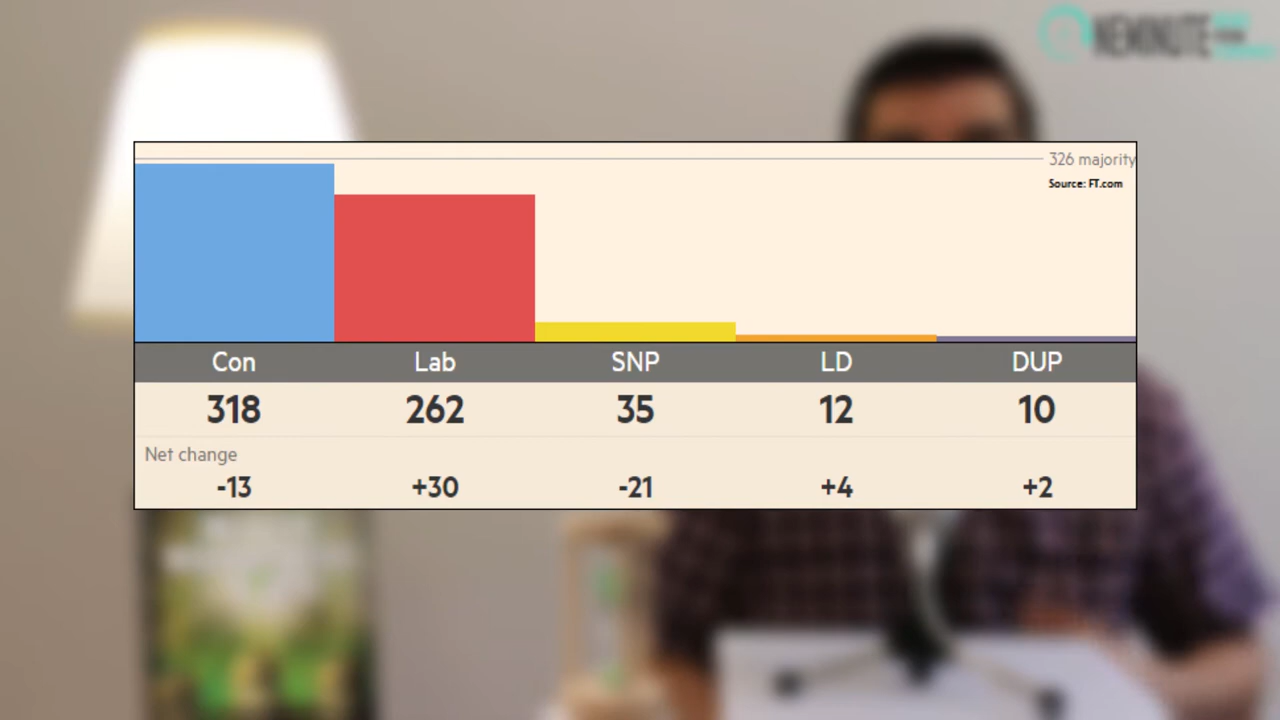 326 majority
Source: FT.com
Con Lab SNP LD DUP
318 262 35 12 10
Net change
-13 +30 -21 +4 +2